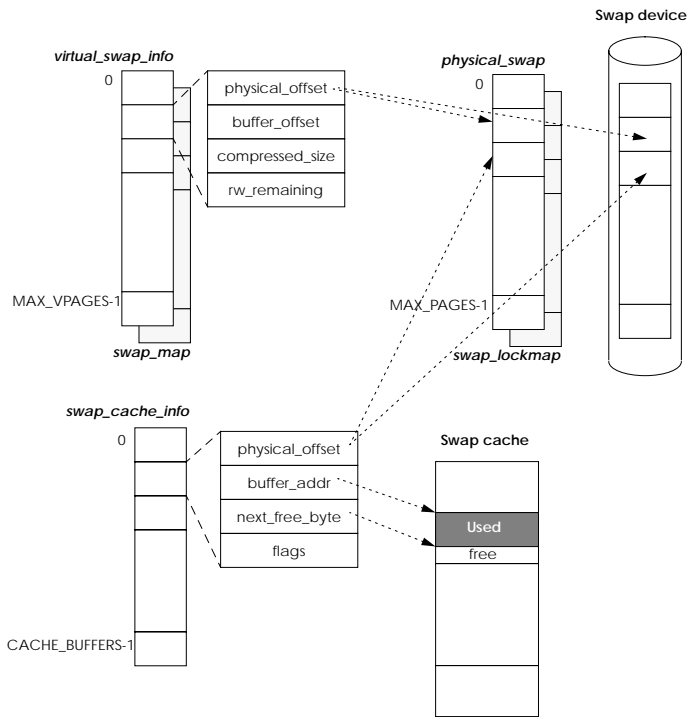 Swap device
virtual_swap_info
0
physical_offset
buffer_offset
compressed_size
rw_remaining
MAX_VPAGES-1
swap_map
physical_swap
0
MAX_PAGES-1
swap_lockmap
swap_cache_info
0
physical_offset
buffer_addr
next_free_byte
flags
CACHE_BUFFERS-1
Swap cache
Used
free